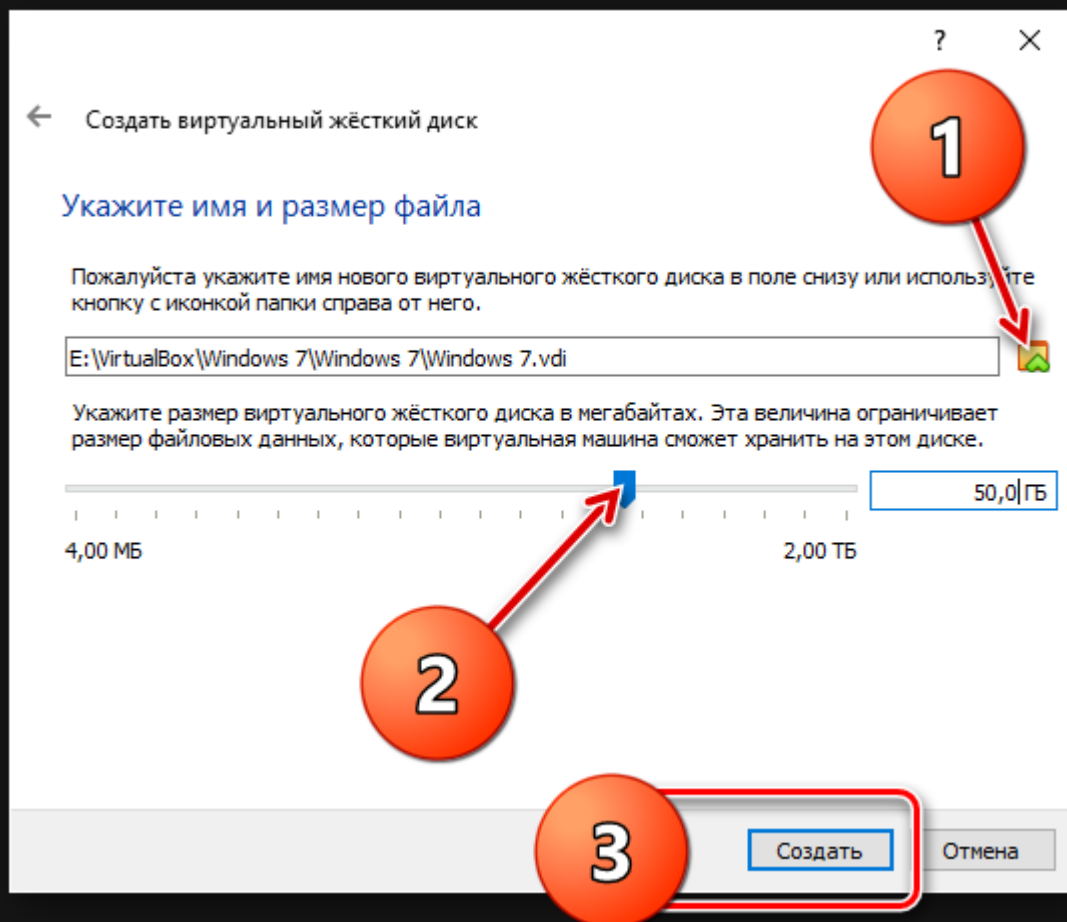 ?
1
Создать виртуальный жёсткий диск
Укажите имя и размер файла
Пожалуйста укажите имя нового виртуального жёсткого диска в поле снизу или используйте
кнопку с иконкой папки справа от него.
E:\VirtualBox\Windows 7\Windows 7\Windows 7.vdi
Укажите размер виртуального жёсткого диска в мегабайтах. Эта величина ограничивает
размер файловых данных, которые виртуальная машина сможет хранить на этом диске.
50,0 ГБ
4,00 МБ
2,00 ТБ
2
3
Создать
Отмена